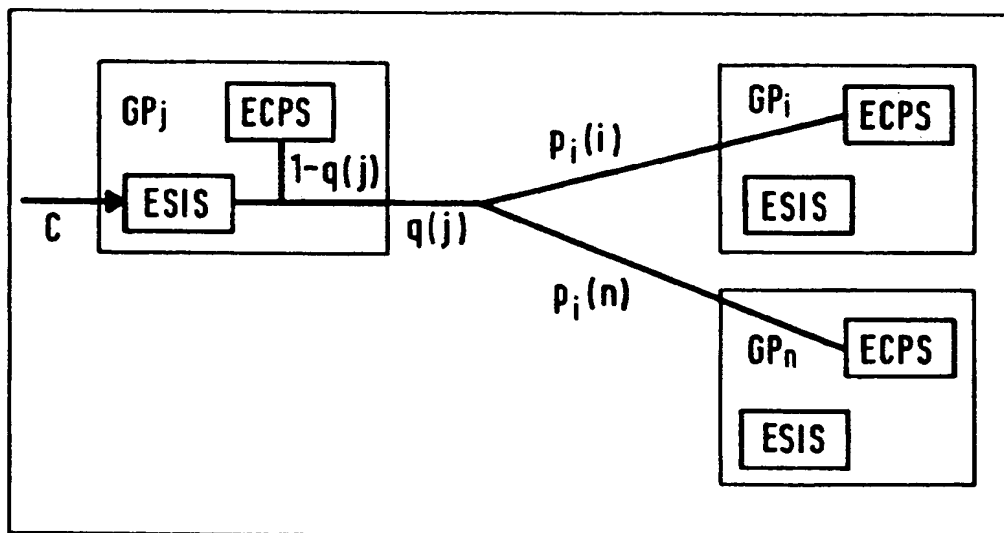 GPj
ECPS
1-q(j)
ESIS
C
q(j)
pi(i)
pi(n)
GPi
ECPS
ESIS
GPn
ECPS
ESIS